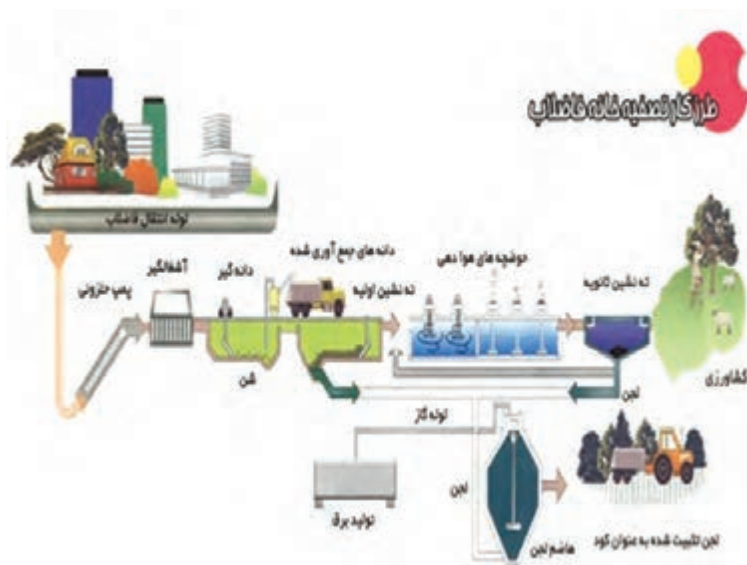 طرز کار تصفیه خانه فاضلاب
لوله انتقال فاضلاب
پمپ حلزونی
آشغالگیر
دانه گیر
دانه های جمع آوری شده
ته نشین اولیه
حوضچه های هوا دهی
ته نشین ثانویه
کشاورزی
شن
لجن
لوله گاز
تولید برق
لجن
هاضم لجن
لجن تثبیت شده به عنوان کود